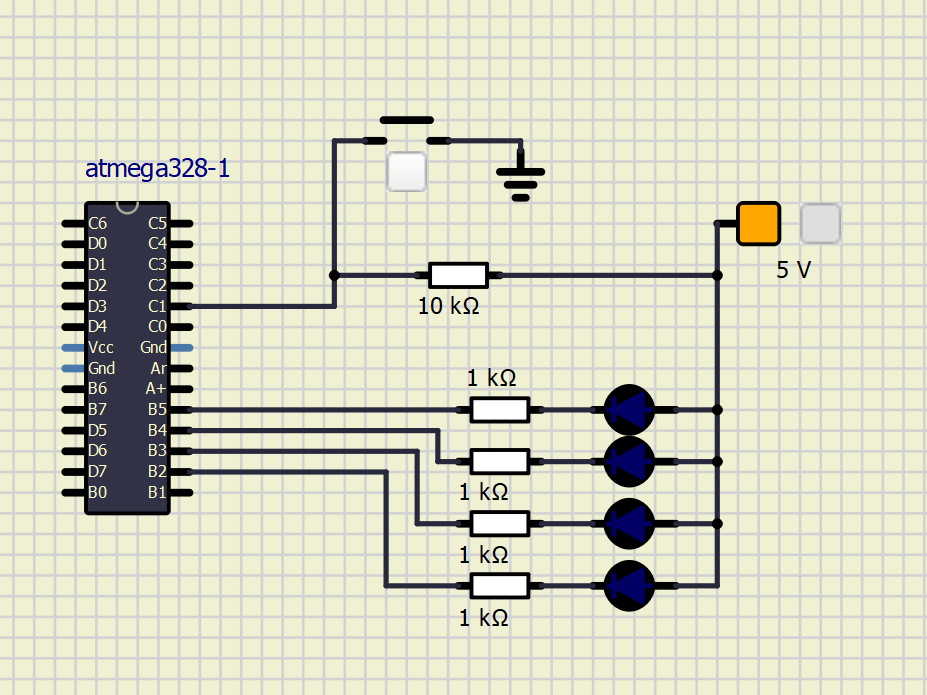 atmega328-1
C6 C5
D0 C4
D1 C3
D2 C2
D3 C1
D4 C0
Vcc Gnd
Gnd Ar
B6 A+
B7 B5
D5 B4
D6 B3
D7 B2
B0 B1
5 V
10 kΩ
1 kΩ
1 kΩ
1 kΩ
1 kΩ